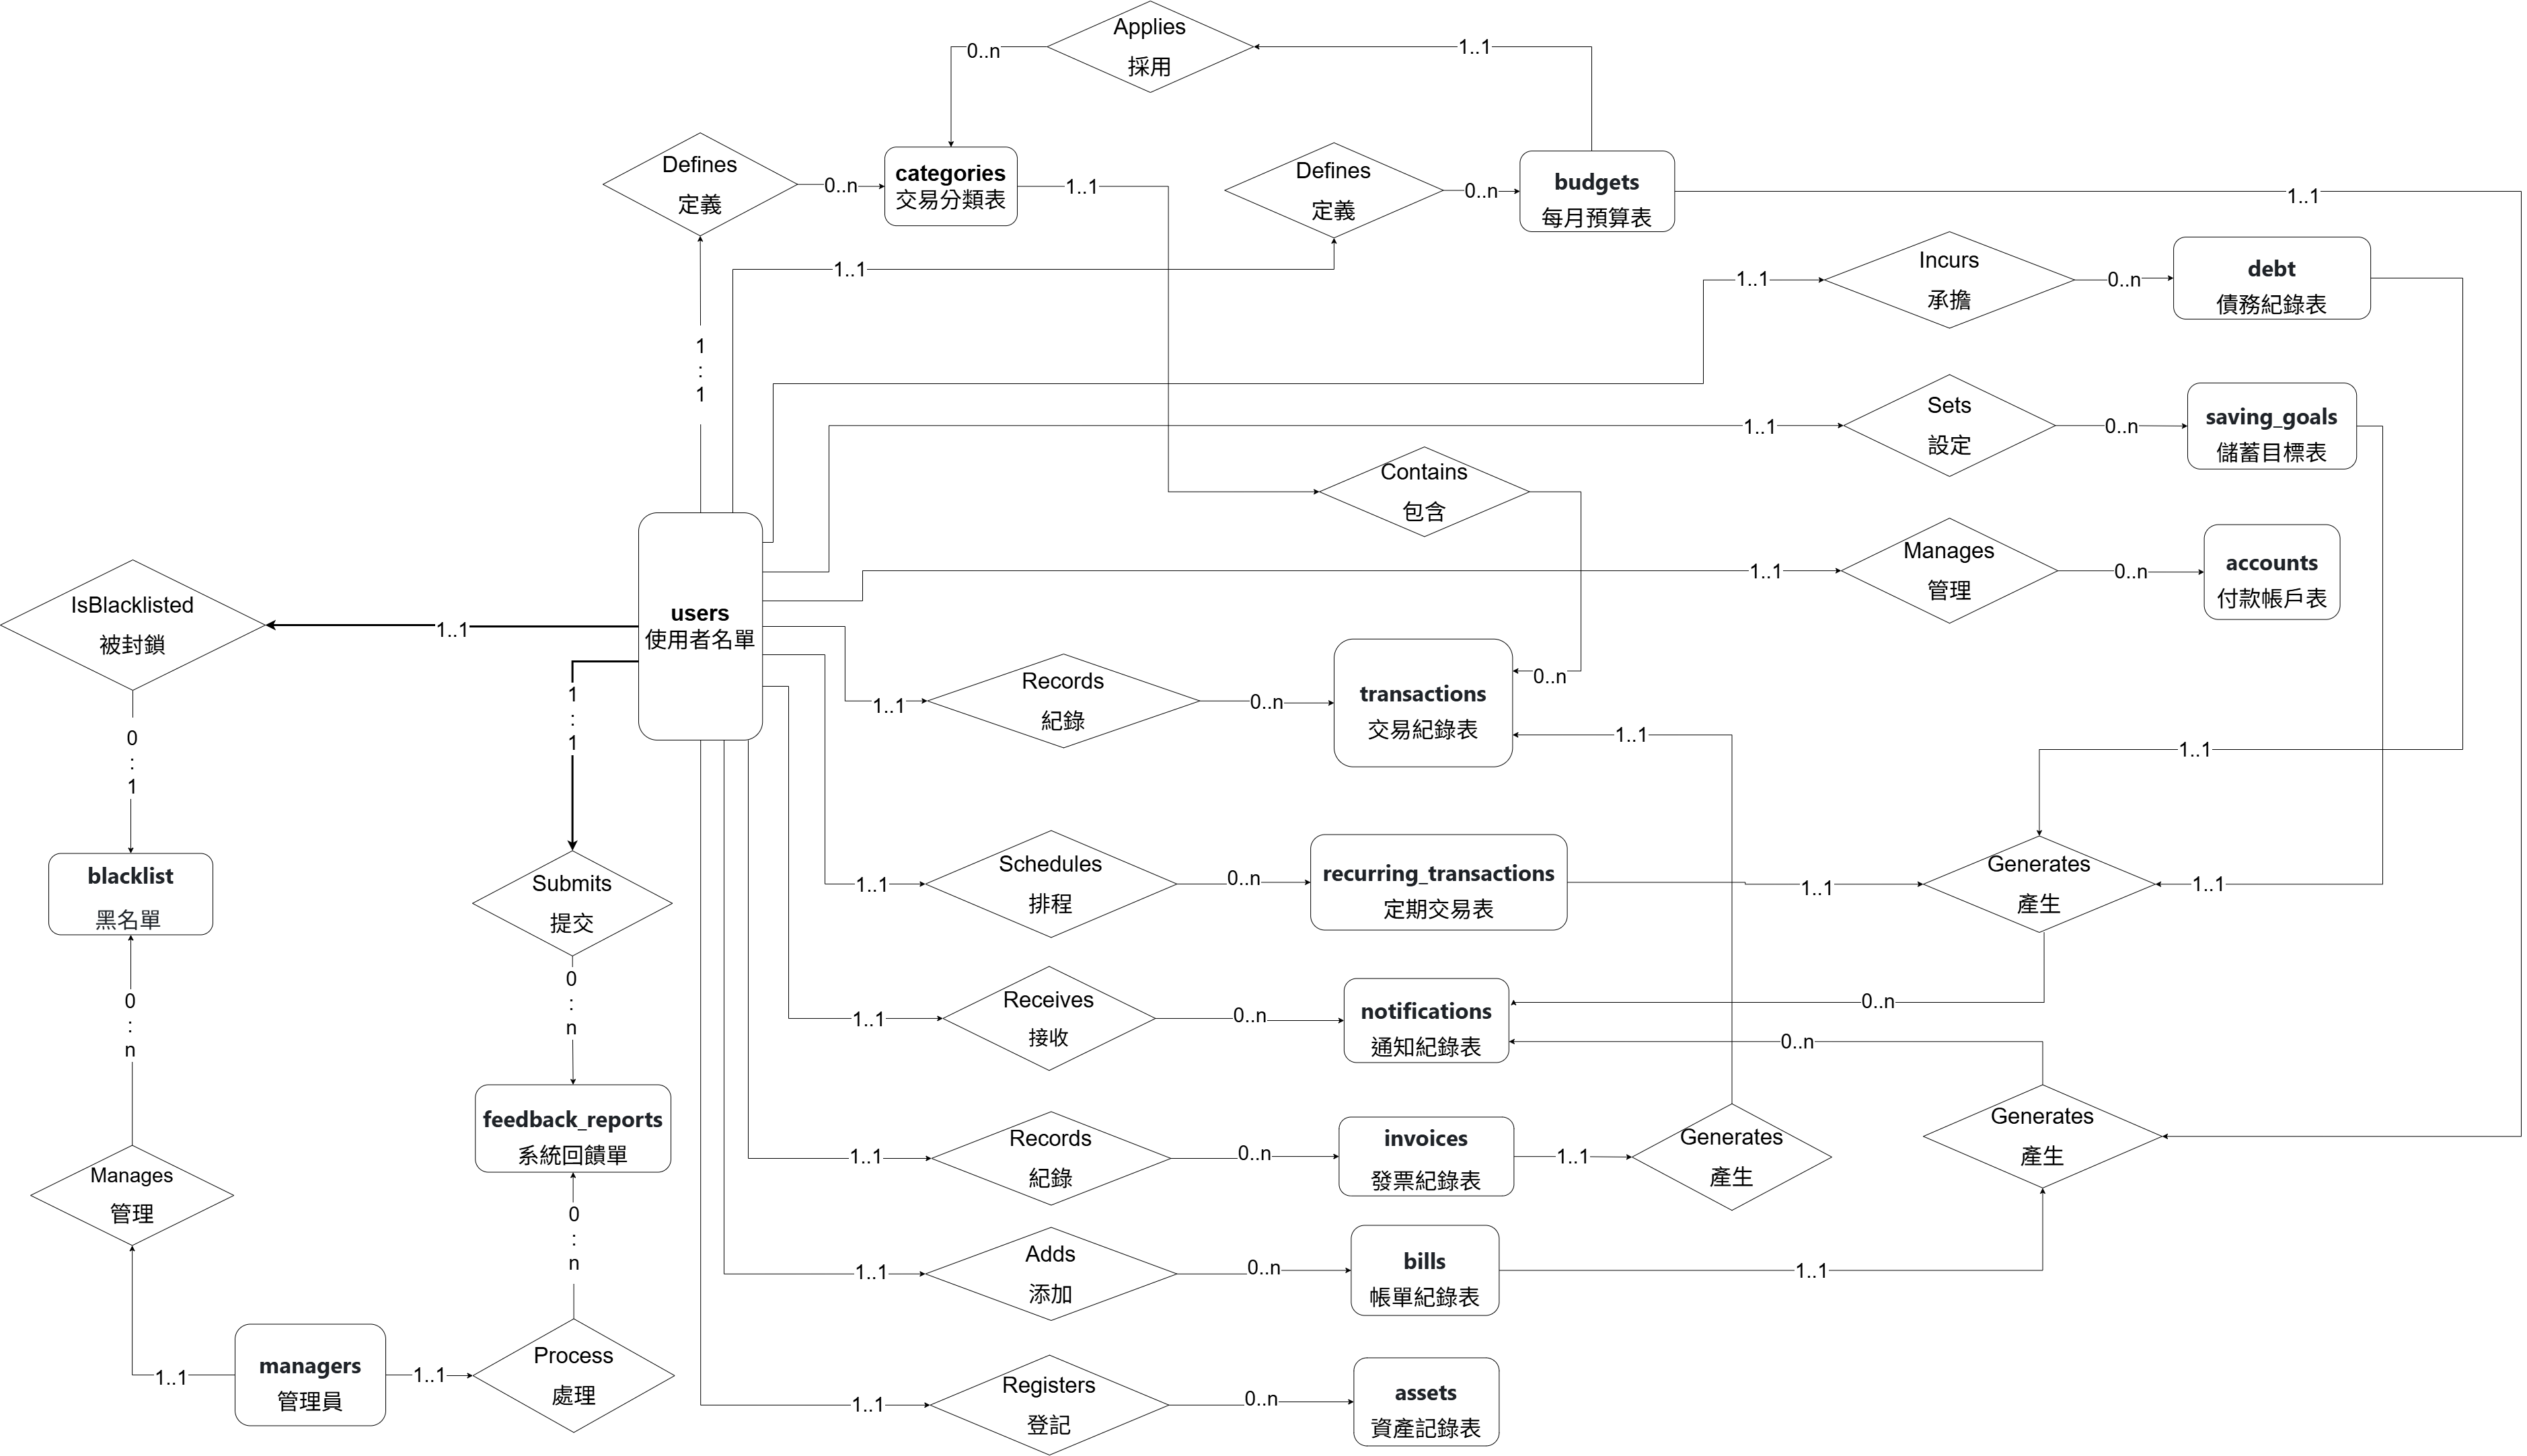 Applies
採用
0..n
1..1
Defines
定義
0..n
categories
交易分類表
1..1
Defines
定義
0..n
budgets
每月預算表
1..1
1..1
1
:
1
1..1
Incurs
承擔
0..n
debt
債務紀錄表
1..1
Sets
設定
0..n
saving_goals
儲蓄目標表
Contains
包含
1..1
Manages
管理
0..n
accounts
付款帳戶表
IsBlacklisted
被封鎖
1..1
users
使用者名單
1
:
1
0
:
1
1..1
Records
紀錄
0..n
transactions
交易紀錄表
0..n
1..1
1..1
blacklist
黑名單
Submits
提交
1..1
Schedules
排程
0..n
recurring_transactions
定期交易表
1..1
Generates
產生
1..1
0
:
n
0
:
n
1..1
Receives
接收
0..n
notifications
通知紀錄表
0..n
0..n
feedback_reports
系統回饋單
1..1
Records
紀錄
0..n
invoices
發票紀錄表
1..1
Generates
產生
Generates
產生
Manages
管理
0
:
n
1..1
Adds
添加
0..n
bills
帳單紀錄表
1..1
1..1
managers
管理員
1..1
Process
處理
1..1
Registers
登記
0..n
assets
資產記錄表